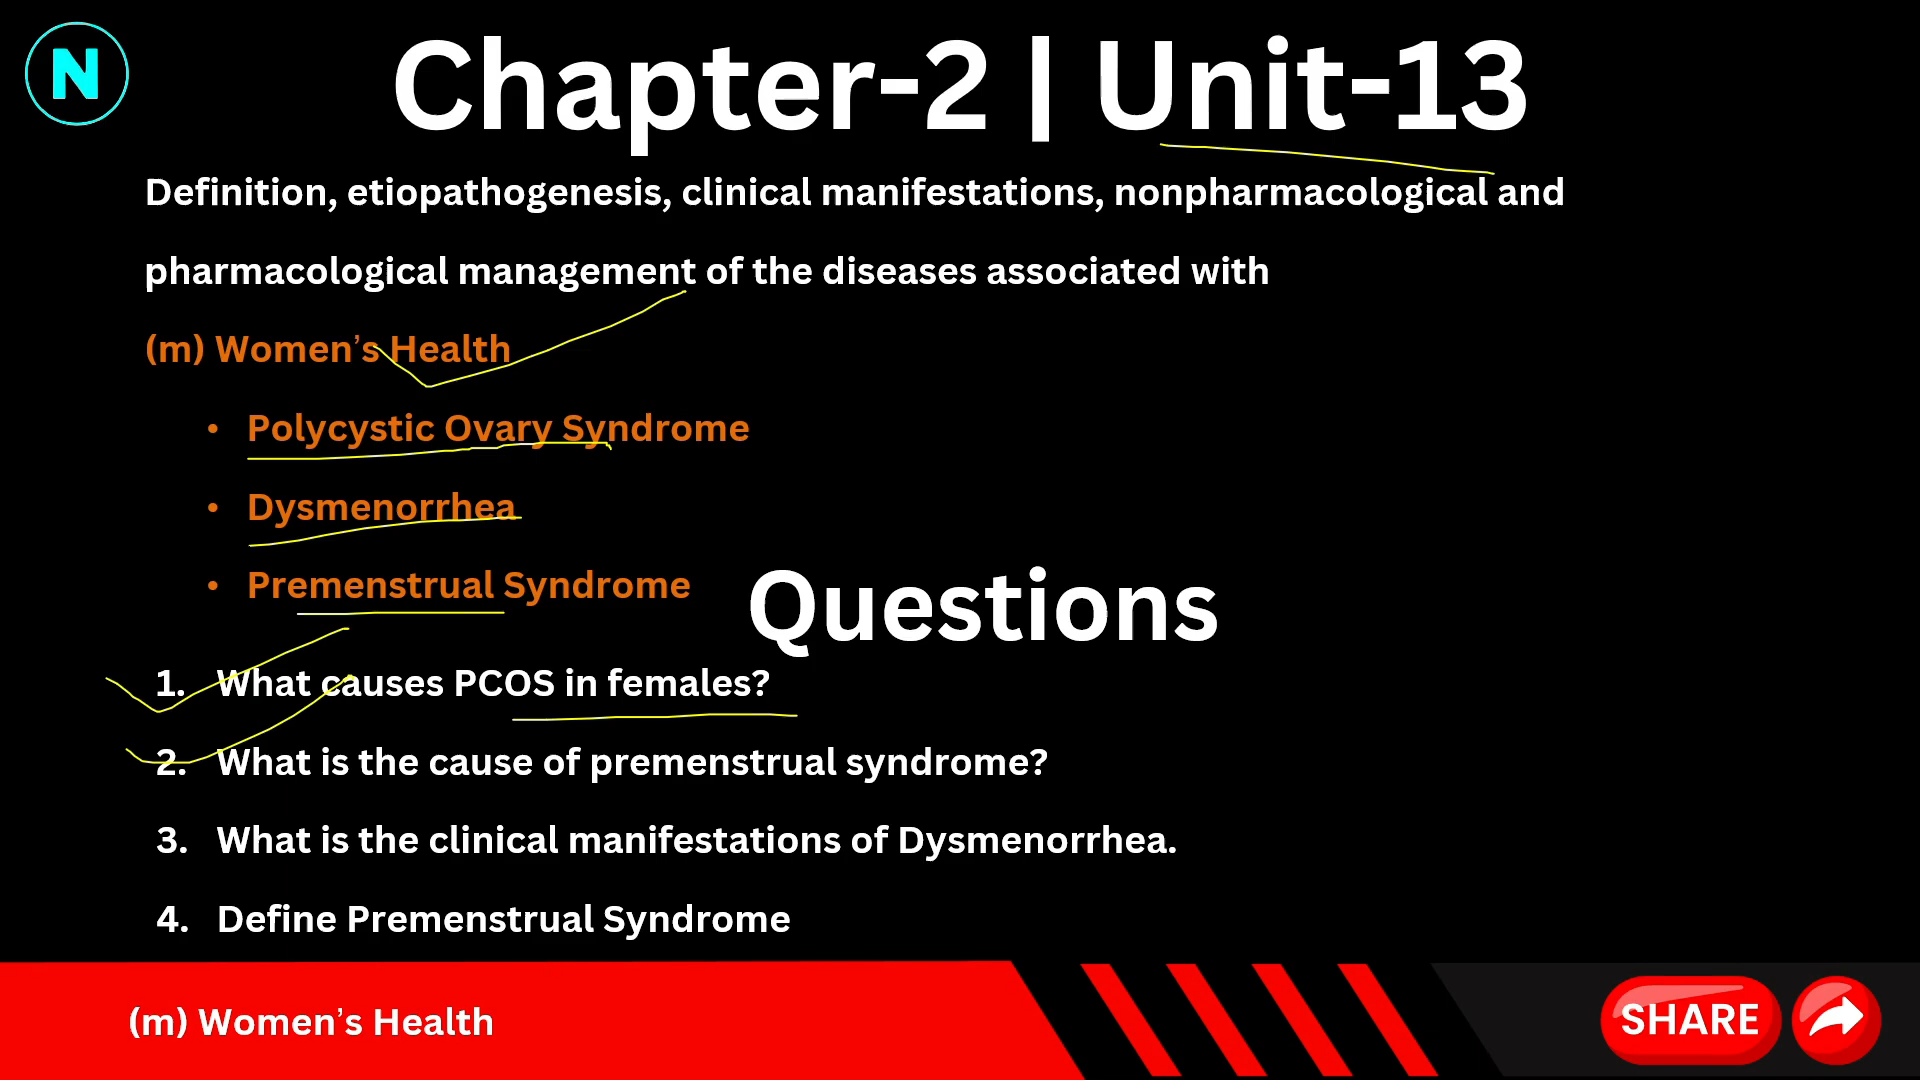 N
Chapter-2 | Unit-13
Definition, etiopathogenesis, clinical manifestations, nonpharmacological and
pharmacological management of the diseases associated with
(m) Women’s Health
• Polycystic Ovary Syndrome
• Dysmenorrhea
• Premenstrual Syndrome
Questions
1. What causes PCOS in females?
2. What is the cause of premenstrual syndrome?
3. What is the clinical manifestations of Dysmenorrhea.
4. Define Premenstrual Syndrome
(m) Women’s Health
SHARE